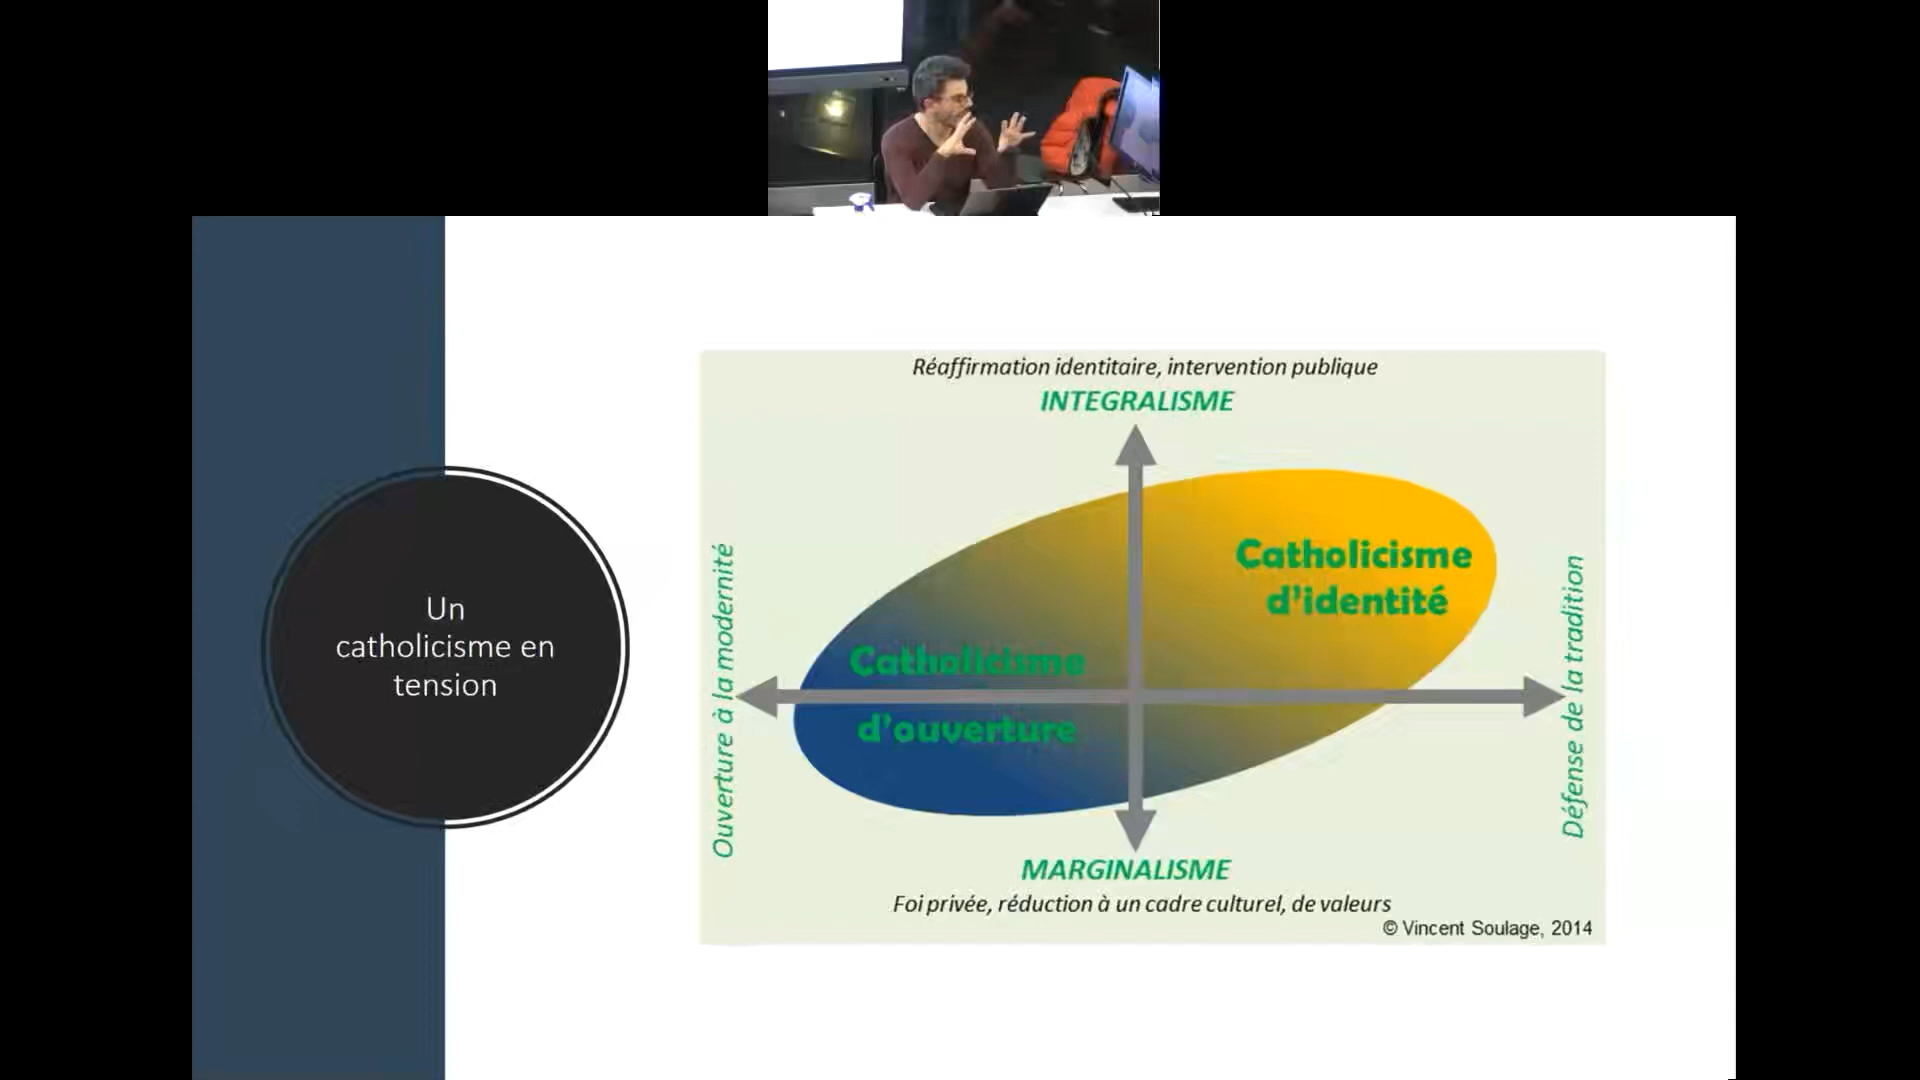 Un
catholicisme en
tension
Réaffirmation identitaire, intervention publique
INTEGRALISME
Ouverture à la modernité
Catholicisme
d'identité
Catholicisme
d'ouverture
Défense de la tradition
MARGINALISME
Foi privée, réduction à un cadre culturel, de valeurs
© Vincent Soulage, 2014